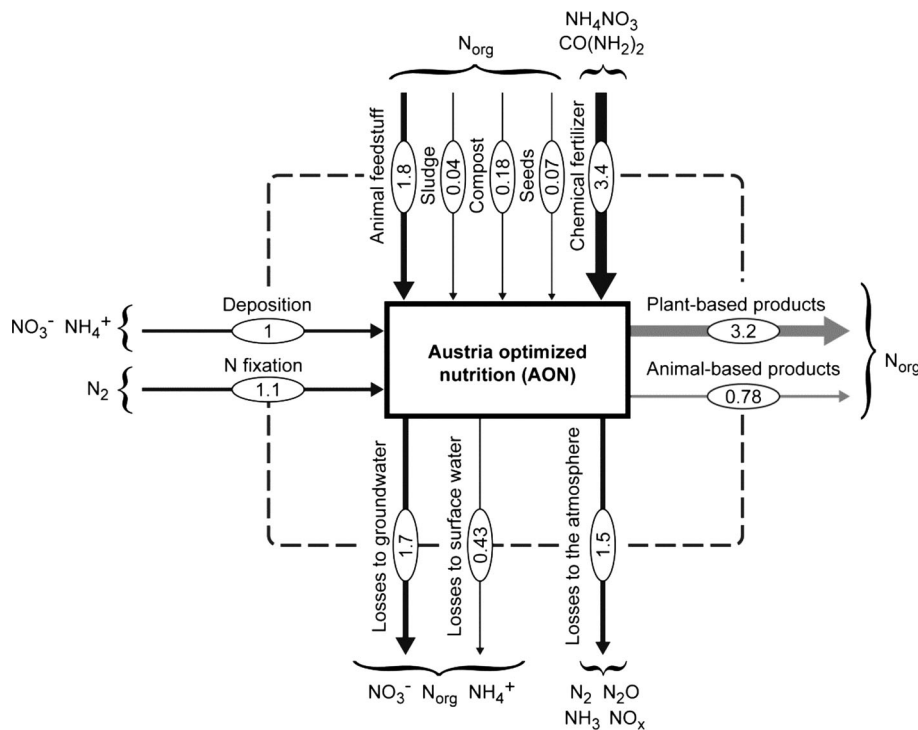 NH4NO3
CO(NH2)2
Norg
Animal feedstuff
1.8
Sludge
0.04
Compost
0.18
Seeds
0.07
Chemical fertilizer
3.4
NO3⁻ NH4⁺
Deposition
1
N2
N fixation
1.1
Austria optimized
nutrition (AON)
Plant-based products
3.2
Animal-based products
0.78
Norg
Losses to groundwater
1.7
Losses to surface water
0.43
Losses to the atmosphere
1.5
NO3⁻ Norg NH4⁺
N2 N2O
NH3 NOx